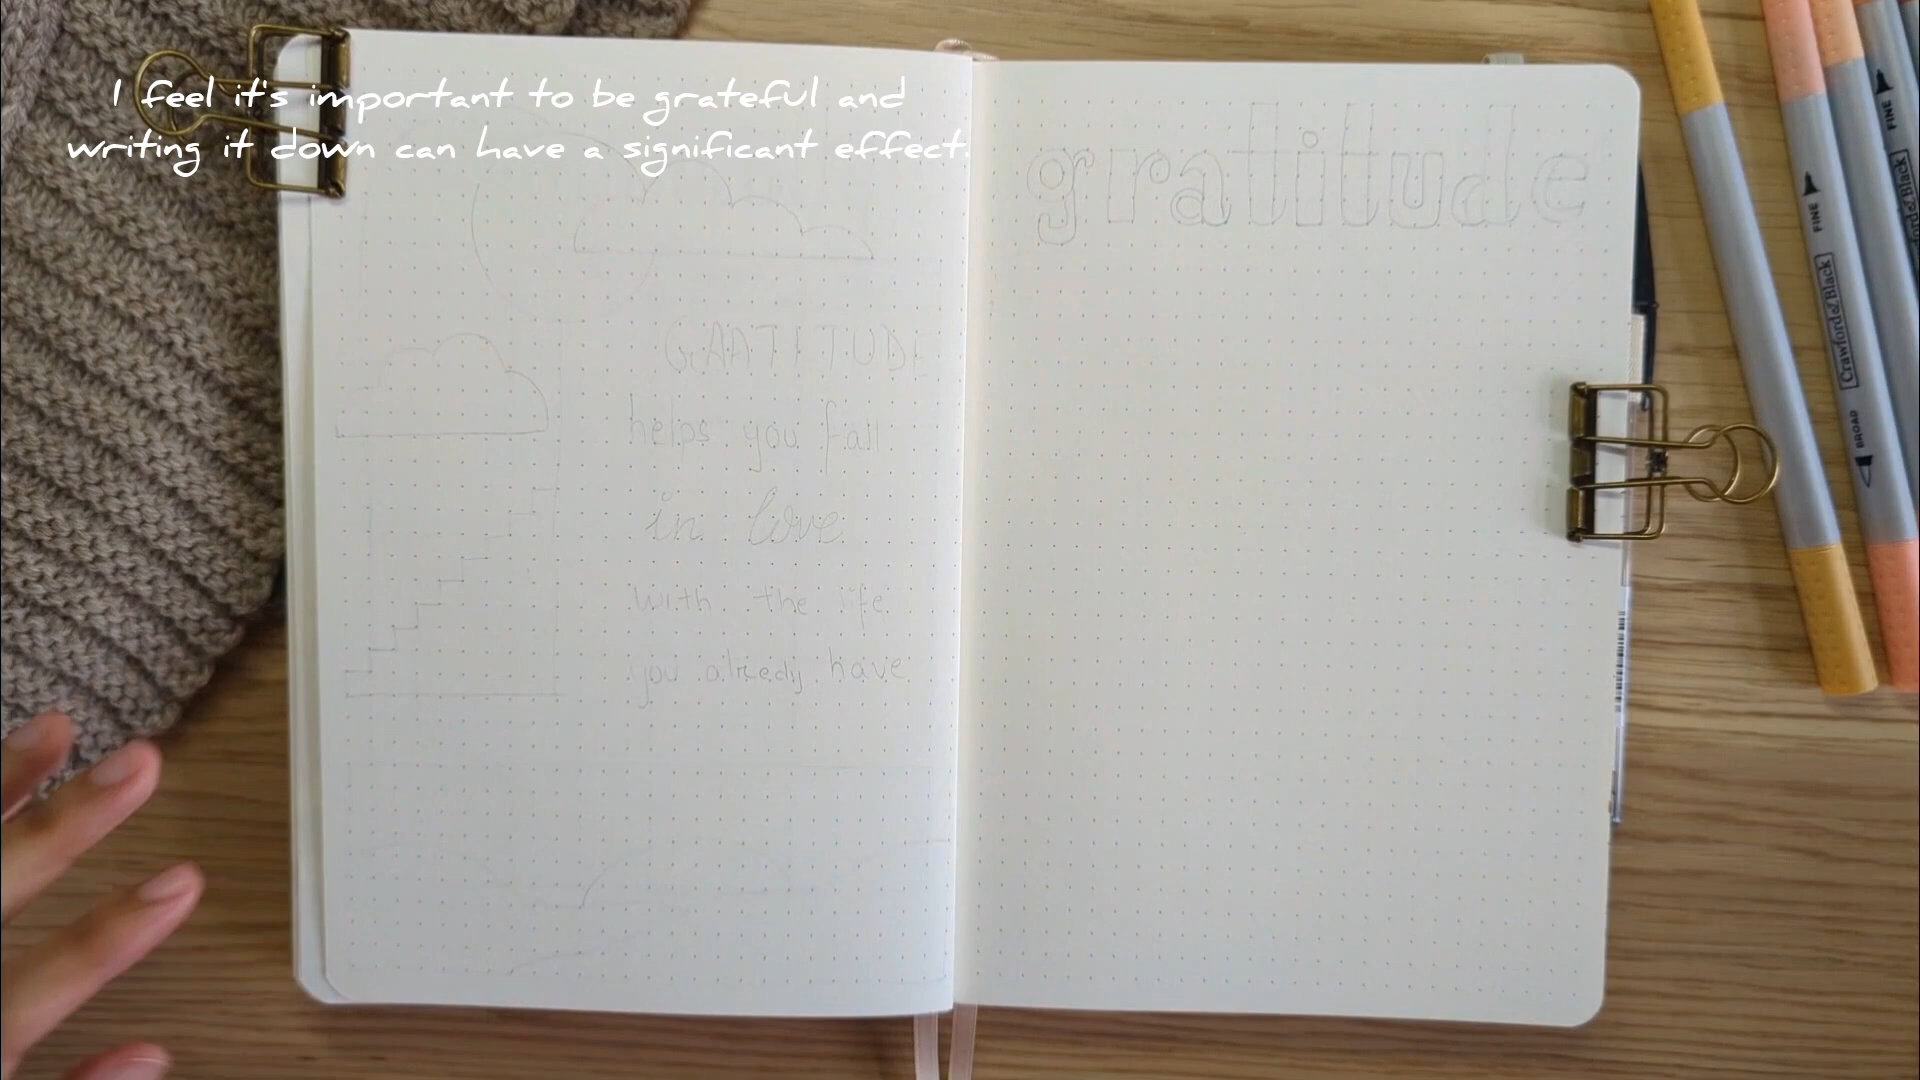 I feel it's important to be grateful and
writing it down can have a significant effect.
gratitude
GRATITUDE
helps you fall
in love
with the life
you already have
FINE
FINE
Crawford & Black
BROAD